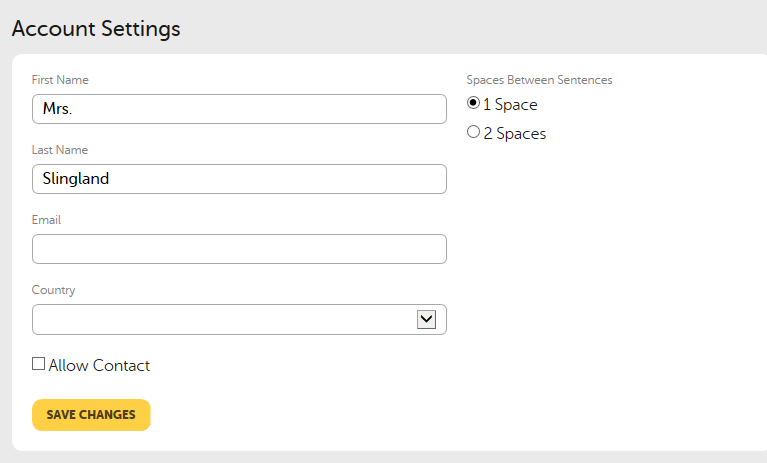 Account Settings
First Name
Mrs.
Last Name
Slingland
Email
Country
Allow Contact
SAVE CHANGES
Spaces Between Sentences
1 Space
2 Spaces